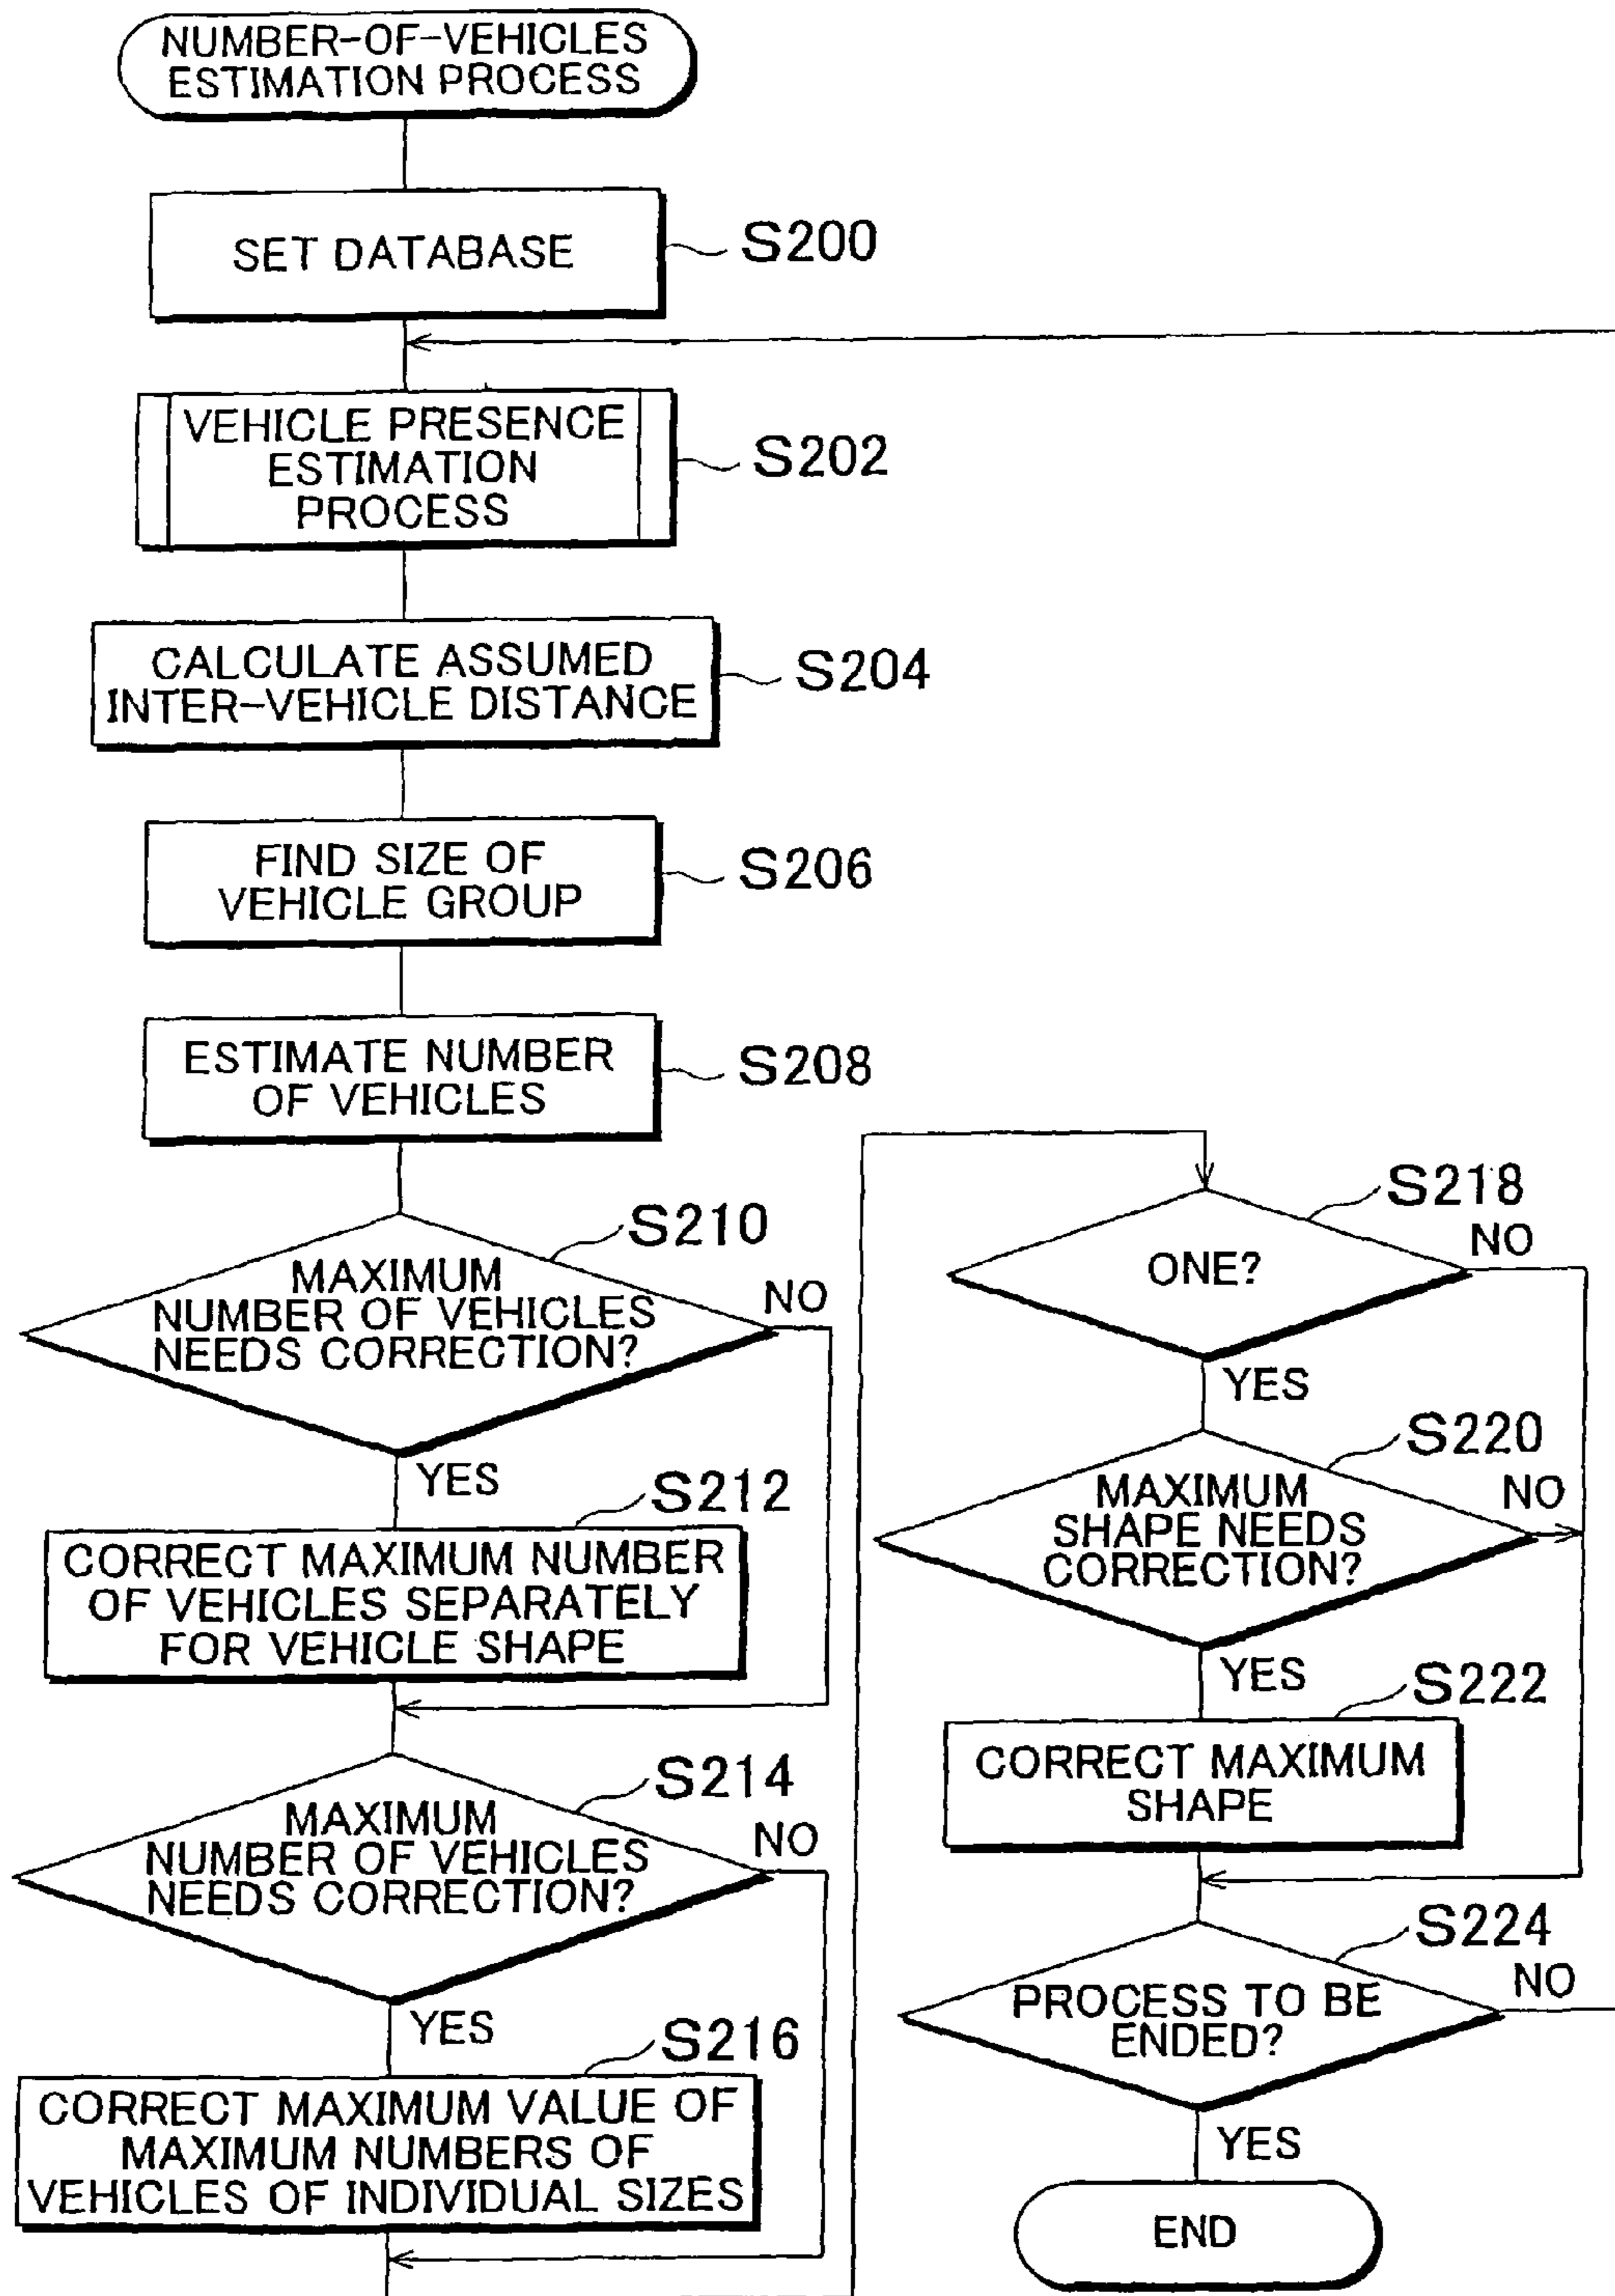 NUMBER-OF-VEHICLES
ESTIMATION PROCESS
SET DATABASE
S200
VEHICLE PRESENCE
ESTIMATION
PROCESS
S202
CALCULATE ASSUMED
INTER-VEHICLE DISTANCE
S204
FIND SIZE OF
VEHICLE GROUP
S206
ESTIMATE NUMBER
OF VEHICLES
S208
S210
MAXIMUM
NUMBER OF VEHICLES
NEEDS CORRECTION?
NO
YES
S212
CORRECT MAXIMUM NUMBER
OF VEHICLES SEPARATELY
FOR VEHICLE SHAPE
S214
MAXIMUM
NUMBER OF VEHICLES
NEEDS CORRECTION?
NO
YES
S216
CORRECT MAXIMUM VALUE OF
MAXIMUM NUMBERS OF
VEHICLES OF INDIVIDUAL SIZES
S218
ONE?
NO
YES
S220
MAXIMUM
SHAPE NEEDS
CORRECTION?
NO
YES
S222
CORRECT MAXIMUM
SHAPE
S224
PROCESS TO BE
ENDED?
NO
YES
END